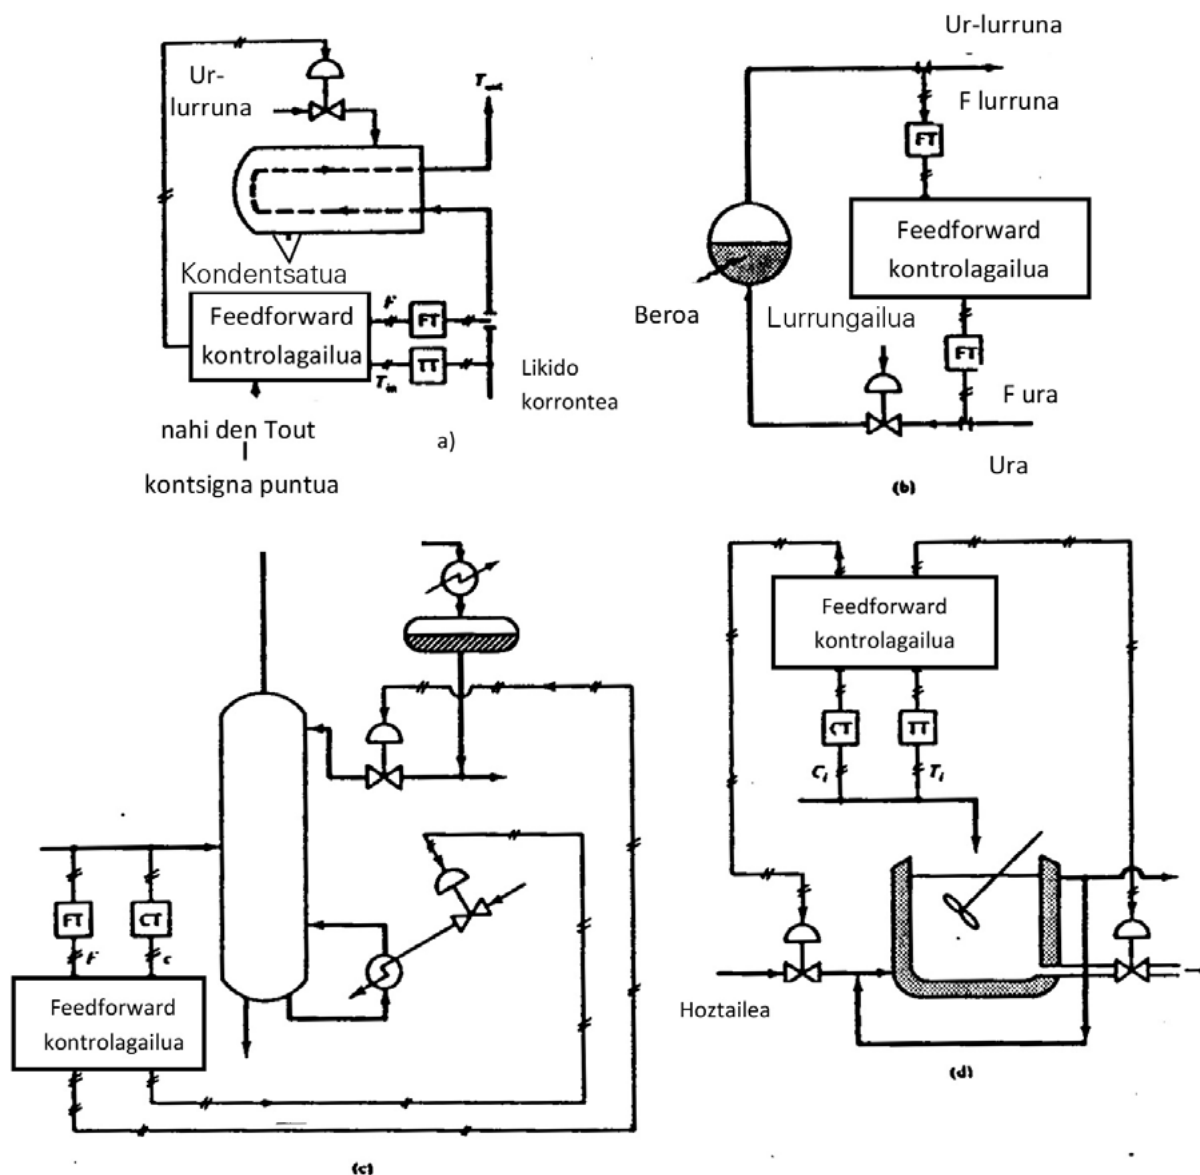 Ur-
lurruna
T_out
Kondentsatua
Feedforward
kontrolagailua
F
FT
TT
T_in
Likido
korrontea
nahi den Tout
kontsigna puntua
a)
Ur-lurruna
F lurruna
FT
Feedforward
kontrolagailua
Beroa
Lurrungailua
FT
F ura
Ura
(b)
FT
CT
F
c
Feedforward
kontrolagailua
(c)
Feedforward
kontrolagailua
CT
TT
C_i
T_i
Hoztailea
(d)